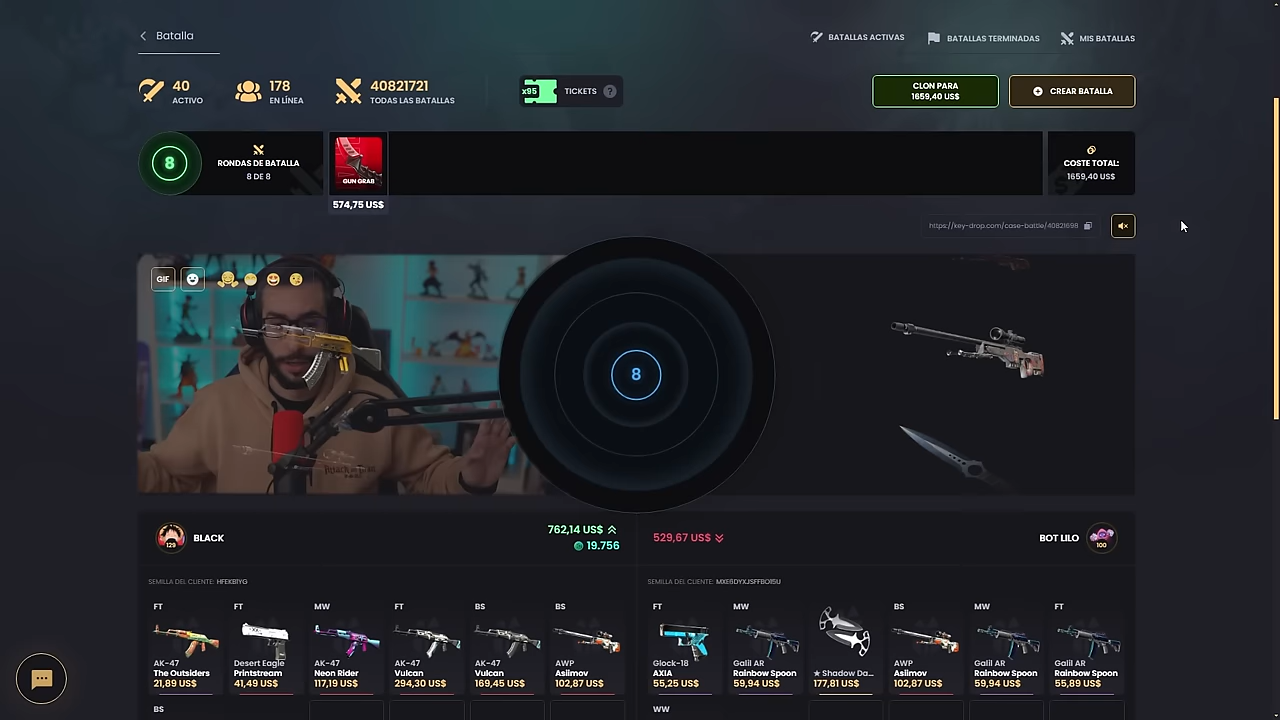 Batalla
BATALLAS ACTIVAS
BATALLAS TERMINADAS
MIS BATALLAS
40
ACTIVO
178
EN LÍNEA
40821721
TODAS LAS BATALLAS
x95
TICKETS
?
CLON PARA
1659,40 US$
CREAR BATALLA
8
RONDAS DE BATALLA
8 DE 8
GUN GRAB
574,75 US$
COSTE TOTAL:
1659,40 US$
https://key-drop.com/case-battle/40821698
GIF
8
BLACK
129
762,14 US$
19.756
529,67 US$
BOT LILO
100
SEMILLA DEL CLIENTE: HFEKB1YG
SEMILLA DEL CLIENTE:
FT
AK-47
The Outsiders
21,89 US$
FT
Desert Eagle
Printstream
41,49 US$
MW
AK-47
Neon Rider
117,19 US$
FT
AK-47
Vulcan
294,30 US$
BS
AK-47
Vulcan
169,45 US$
BS
AWP
Asiimov
102,87 US$
FT
Glock-18
AXIA
55,25 US$
MW
Galil AR
Rainbow Spoon
59,94 US$
★ Shadow Da...
177,81 US$
BS
AWP
Asiimov
102,87 US$
MW
Galil AR
Rainbow Spoon
59,94 US$
FT
Galil AR
Rainbow Spoon
55,89 US$
BS
WW